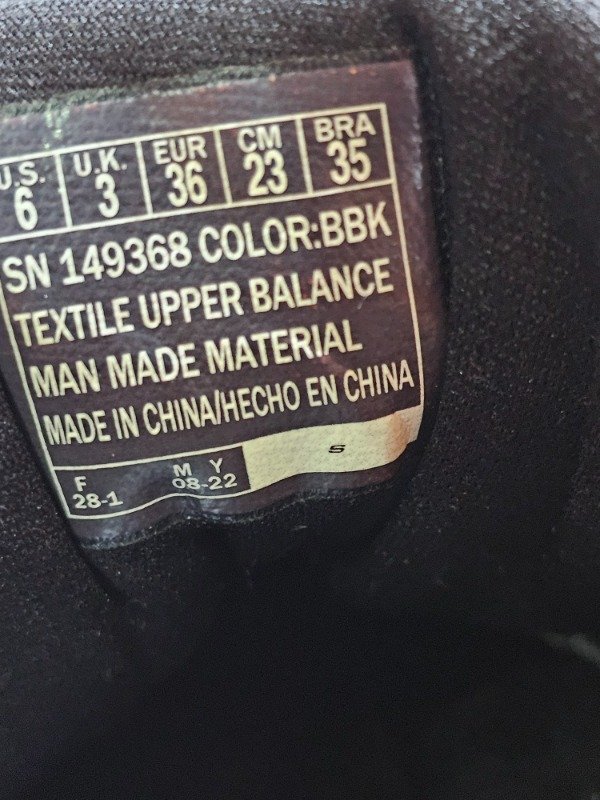 U.S. U.K. EUR CM BRA
6 3 36 23 35
SN 149368 COLOR:BBK
TEXTILE UPPER BALANCE
MAN MADE MATERIAL
MADE IN CHINA/HECHO EN CHINA
F M Y S
28-1 08-22